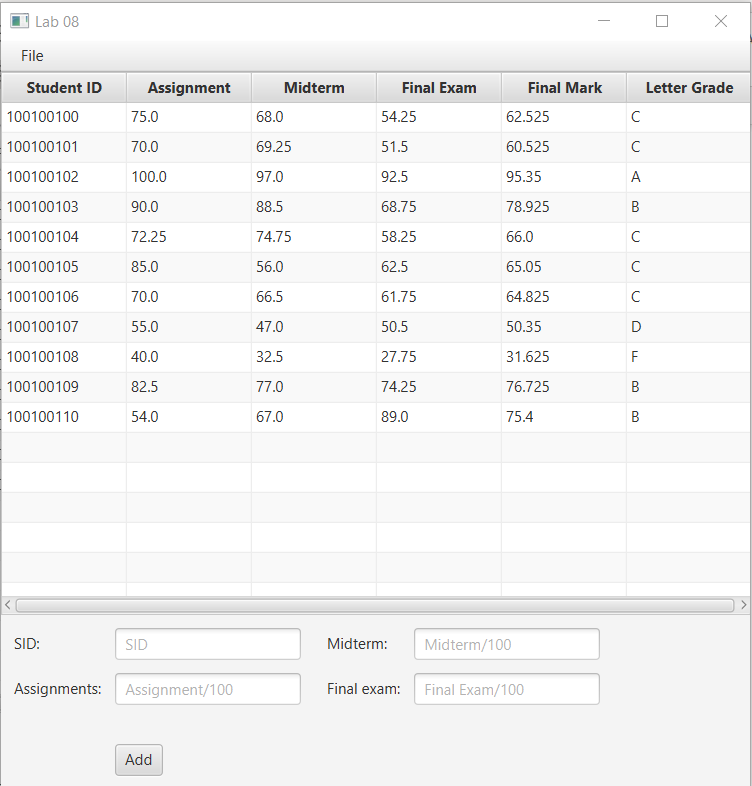 Lab 08
File
Student ID Assignment Midterm Final Exam Final Mark Letter Grade
100100100 75.0 68.0 54.25 62.525 C
100100101 70.0 69.25 51.5 60.525 C
100100102 100.0 97.0 92.5 95.35 A
100100103 90.0 88.5 68.75 78.925 B
100100104 72.25 74.75 58.25 66.0 C
100100105 85.0 56.0 62.5 65.05 C
100100106 70.0 66.5 61.75 64.825 C
100100107 55.0 47.0 50.5 50.35 D
100100108 40.0 32.5 27.75 31.625 F
100100109 82.5 77.0 74.25 76.725 B
100100110 54.0 67.0 89.0 75.4 B
SID: SID Midterm: Midterm/100
Assignments: Assignment/100 Final exam: Final Exam/100
Add